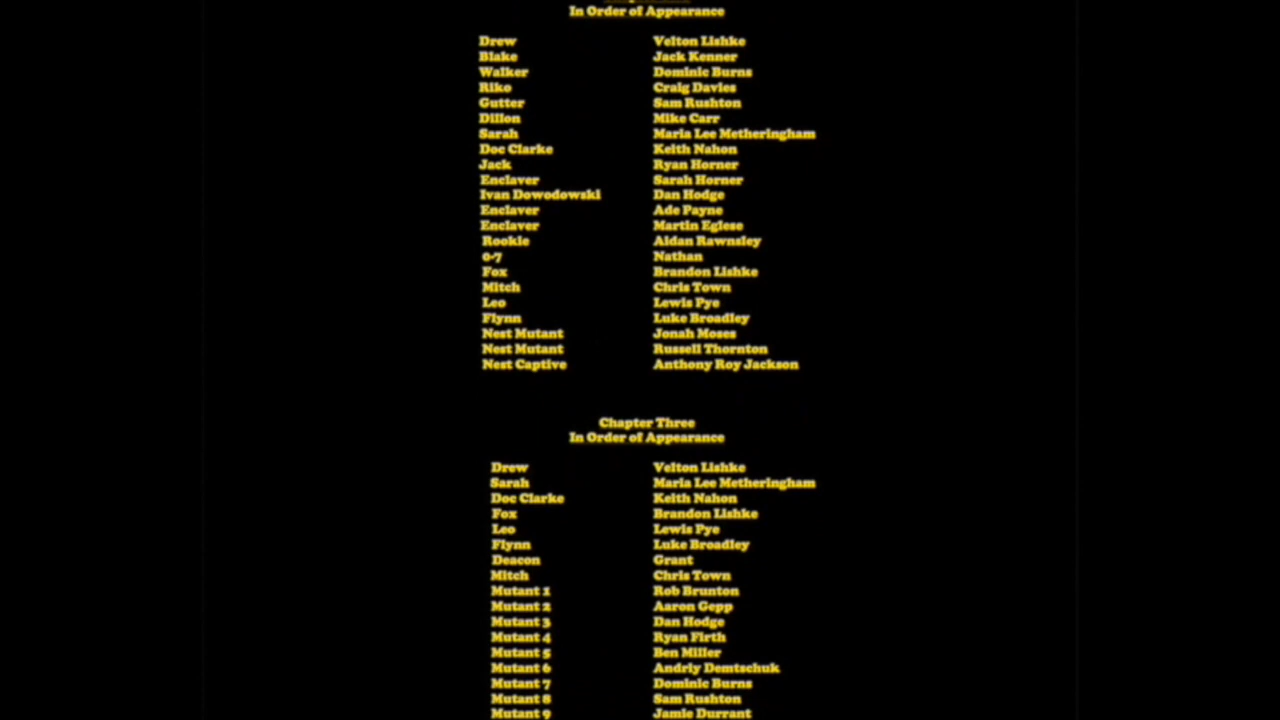 In Order of Appearance
Drew Velton Lishke
Blake Jack Kenner
Walker Dominic Burns
Riko Craig Davies
Gutter Sam Rushton
Dillon Mike Carr
Sarah Maria Lee Metheringham
Doc Clarke Keith Nahon
Jack Ryan Horner
Enclaver Sarah Horner
Ivan Dowodowski Dan Hodge
Enclaver Ade Payne
Enclaver Martin Eglese
Rookie Aidan Rawnsley
0-7 Nathan
Fox Brandon Lishke
Mitch Chris Town
Leo Lewis Pye
Flynn Luke Broadley
Nest Mutant Jonah Moses
Nest Mutant Russell Thornton
Nest Captive Anthony Roy Jackson
Chapter Three
In Order of Appearance
Drew Velton Lishke
Sarah Maria Lee Metheringham
Doc Clarke Keith Nahon
Fox Brandon Lishke
Leo Lewis Pye
Flynn Luke Broadley
Deacon Grant
Mitch Chris Town
Mutant 1 Rob Brunton
Mutant 2 Aaron Gepp
Mutant 3 Dan Hodge
Mutant 4 Ryan Firth
Mutant 5 Ben Miller
Mutant 6 Andriy Demtschuk
Mutant 7 Dominic Burns
Mutant 8 Sam Rushton
Mutant 9 Jamie Durrant